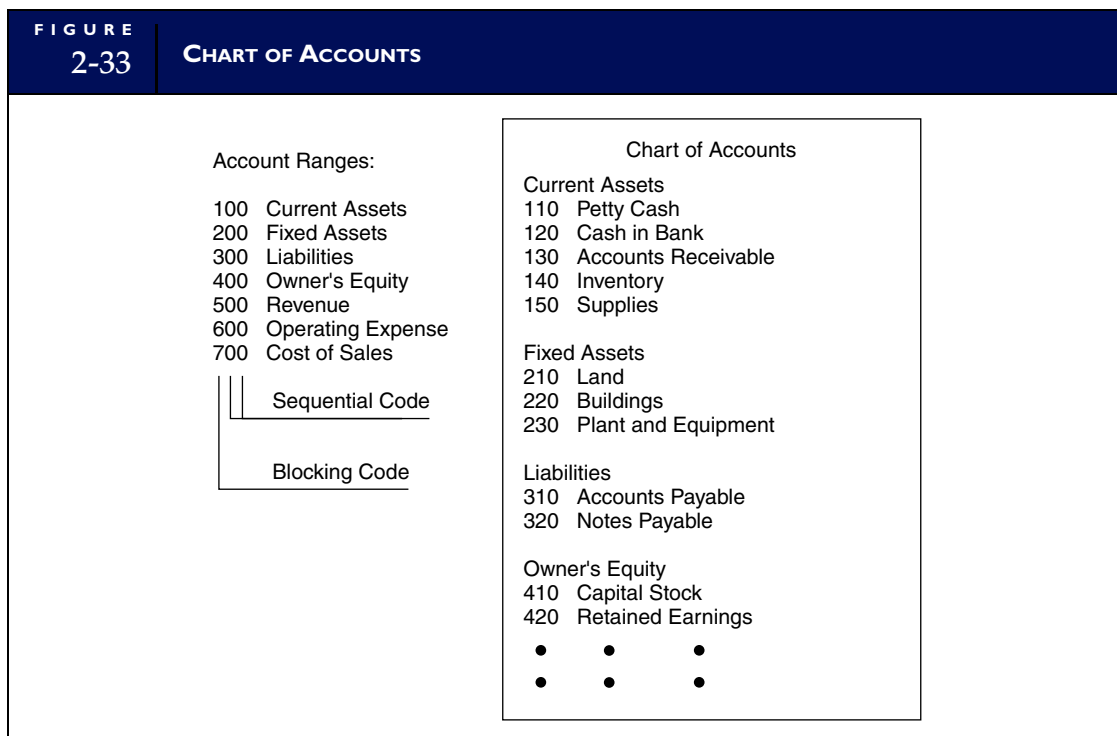 FIGURE
2-33
CHART OF ACCOUNTS
Account Ranges:
100 Current Assets
200 Fixed Assets
300 Liabilities
400 Owner's Equity
500 Revenue
600 Operating Expense
700 Cost of Sales
Sequential Code
Blocking Code
Chart of Accounts
Current Assets
110 Petty Cash
120 Cash in Bank
130 Accounts Receivable
140 Inventory
150 Supplies
Fixed Assets
210 Land
220 Buildings
230 Plant and Equipment
Liabilities
310 Accounts Payable
320 Notes Payable
Owner's Equity
410 Capital Stock
420 Retained Earnings